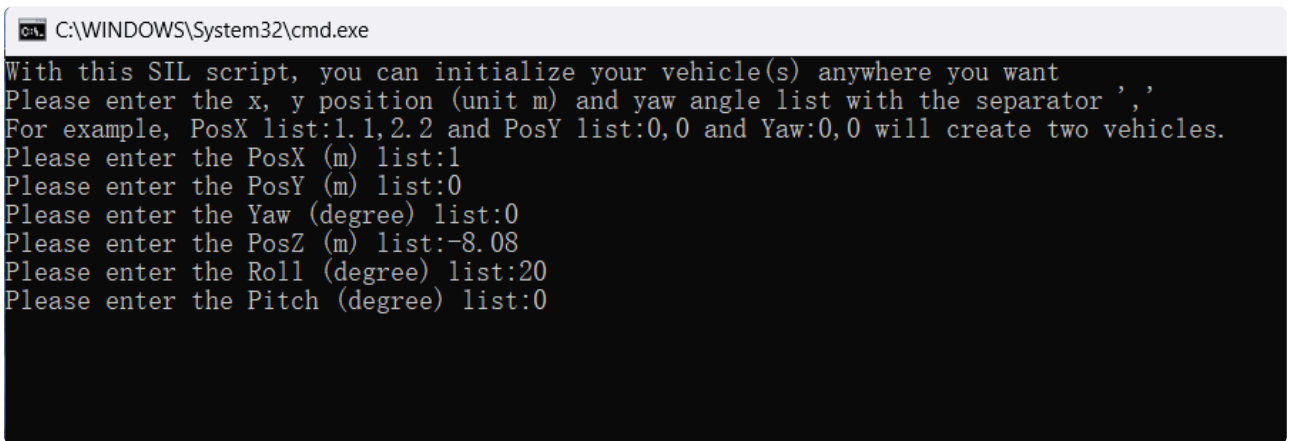 C:\WINDOWS\System32\cmd.exe
With this SIL script, you can initialize your vehicle(s) anywhere you want
Please enter the x, y position (unit m) and yaw angle list with the separator ','
For example, PosX list:1.1,2.2 and PosY list:0,0 and Yaw:0,0 will create two vehicles.
Please enter the PosX (m) list:1
Please enter the PosY (m) list:0
Please enter the Yaw (degree) list:0
Please enter the PosZ (m) list:-8.08
Please enter the Roll (degree) list:20
Please enter the Pitch (degree) list:0